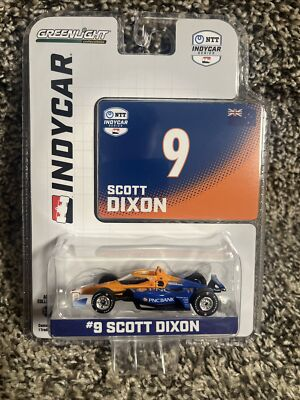 GREENLIGHT
NTT
INDYCAR
SERIES
INDYCAR
NTT
INDYCAR
SERIES
9
SCOTT
DIXON
PNC BANK
#9 SCOTT DIXON